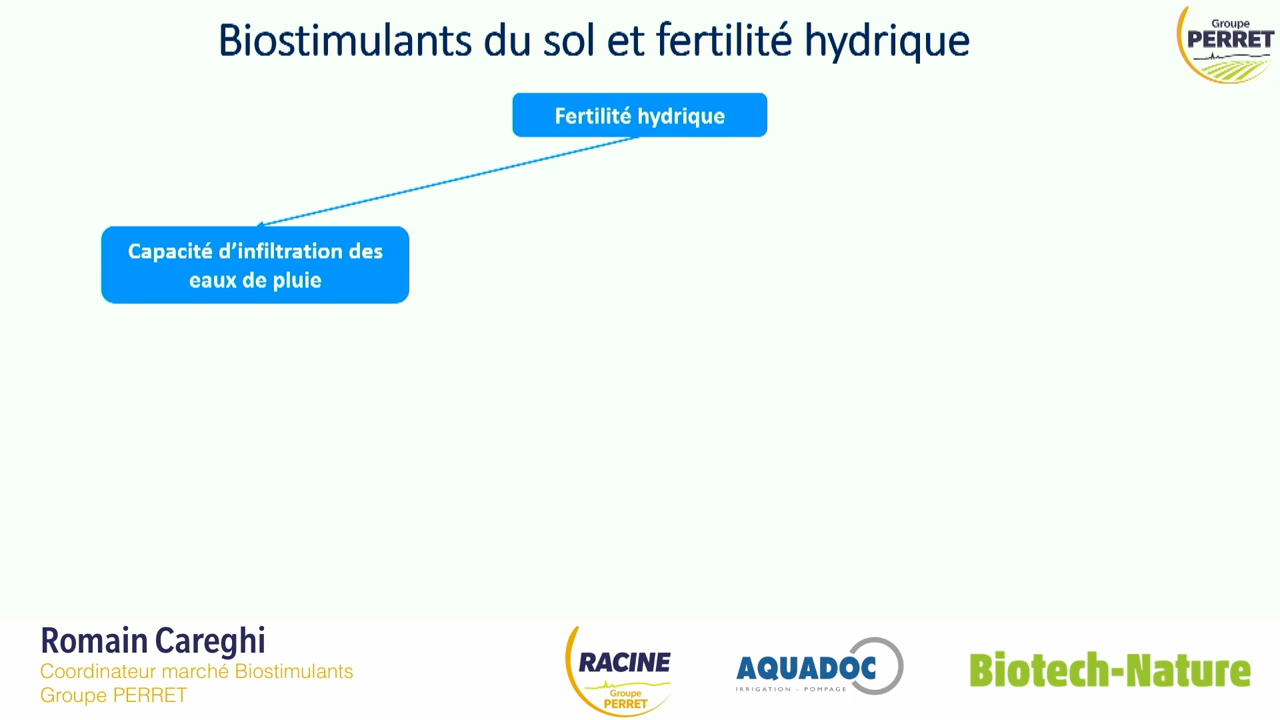 Biostimulants du sol et fertilité hydrique
Groupe
PERRET
Fertilité hydrique
Capacité d’infiltration des
eaux de pluie
Romain Careghi
Coordinateur marché Biostimulants
Groupe PERRET
RACINE
Groupe
PERRET
AQUADOC
IRRIGATION - POMPAGE
Biotech-Nature